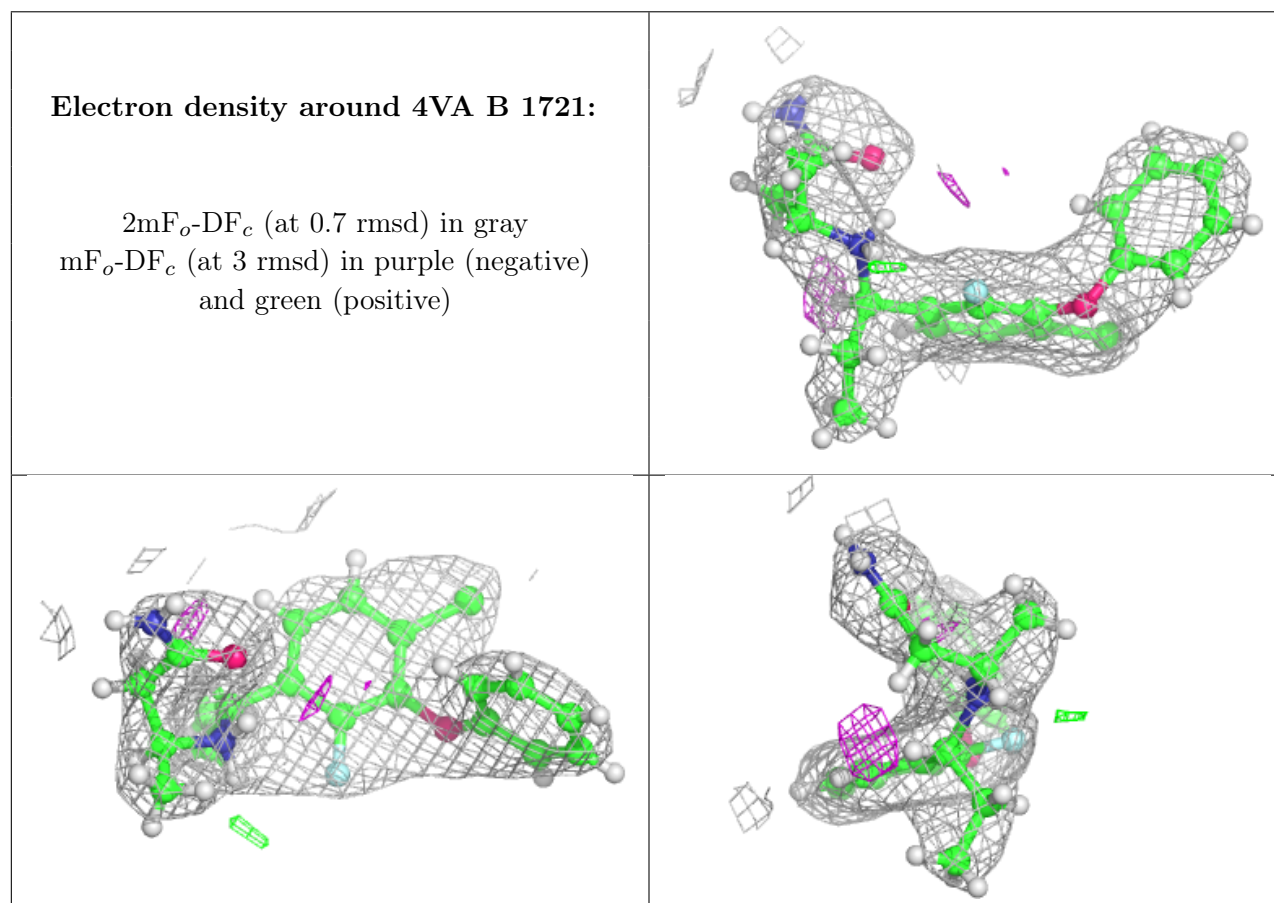 Electron density around 4VA B 1721:
2mFo-DFc (at 0.7 rmsd) in gray
mFo-DFc (at 3 rmsd) in purple (negative)
and green (positive)